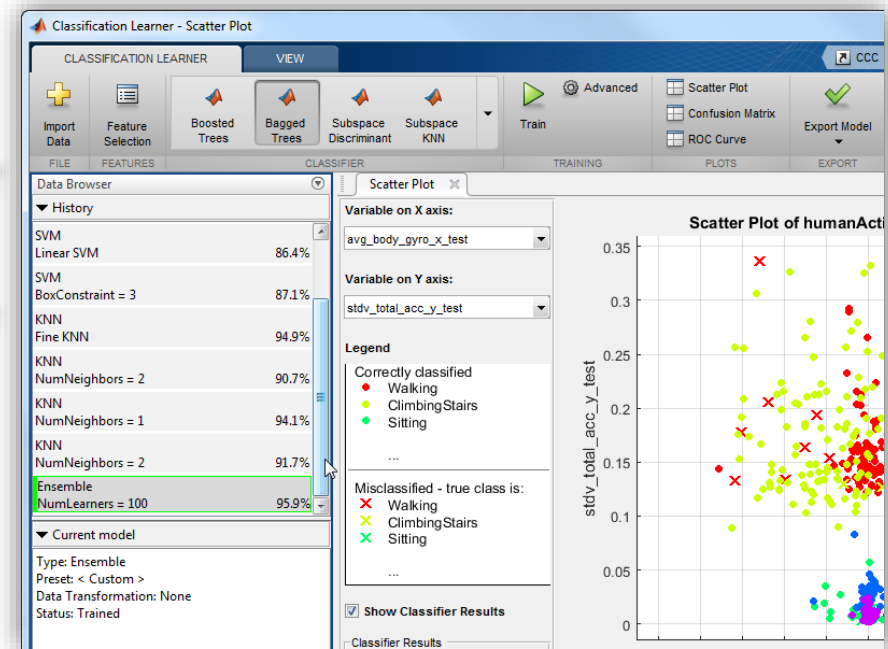 Classification Learner - Scatter Plot
CLASSIFICATION LEARNER
VIEW
CCC
Import Data
Feature Selection
Boosted Trees
Bagged Trees
Subspace Discriminant
Subspace KNN
Train
Advanced
Scatter Plot
Confusion Matrix
ROC Curve
Export Model
FILE
FEATURES
CLASSIFIER
TRAINING
PLOTS
EXPORT
Data Browser
History
SVM
Linear SVM 86.4%
SVM
BoxConstraint = 3 87.1%
KNN
Fine KNN 94.9%
KNN
NumNeighbors = 2 90.7%
KNN
NumNeighbors = 1 94.1%
KNN
NumNeighbors = 2 91.7%
Ensemble
NumLearners = 100 95.9%
Current model
Type: Ensemble
Preset: < Custom >
Data Transformation: None
Status: Trained
Scatter Plot
Variable on X axis:
avg_body_gyro_x_test
Variable on Y axis:
stdv_total_acc_y_test
Legend
Correctly classified
Walking
ClimbingStairs
Sitting
...
Misclassified - true class is:
Walking
ClimbingStairs
Sitting
...
Show Classifier Results
Classifier Results
Scatter Plot of humanActi
stdv_total_acc_y_test
0.35
0.3
0.25
0.2
0.15
0.1
0.05
0